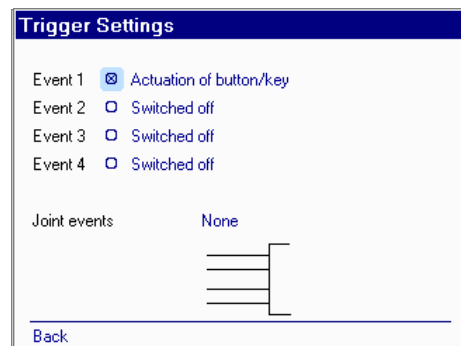 Trigger Settings
Event 1 Actuation of button/key
Event 2 Switched off
Event 3 Switched off
Event 4 Switched off
Joint events None
Back